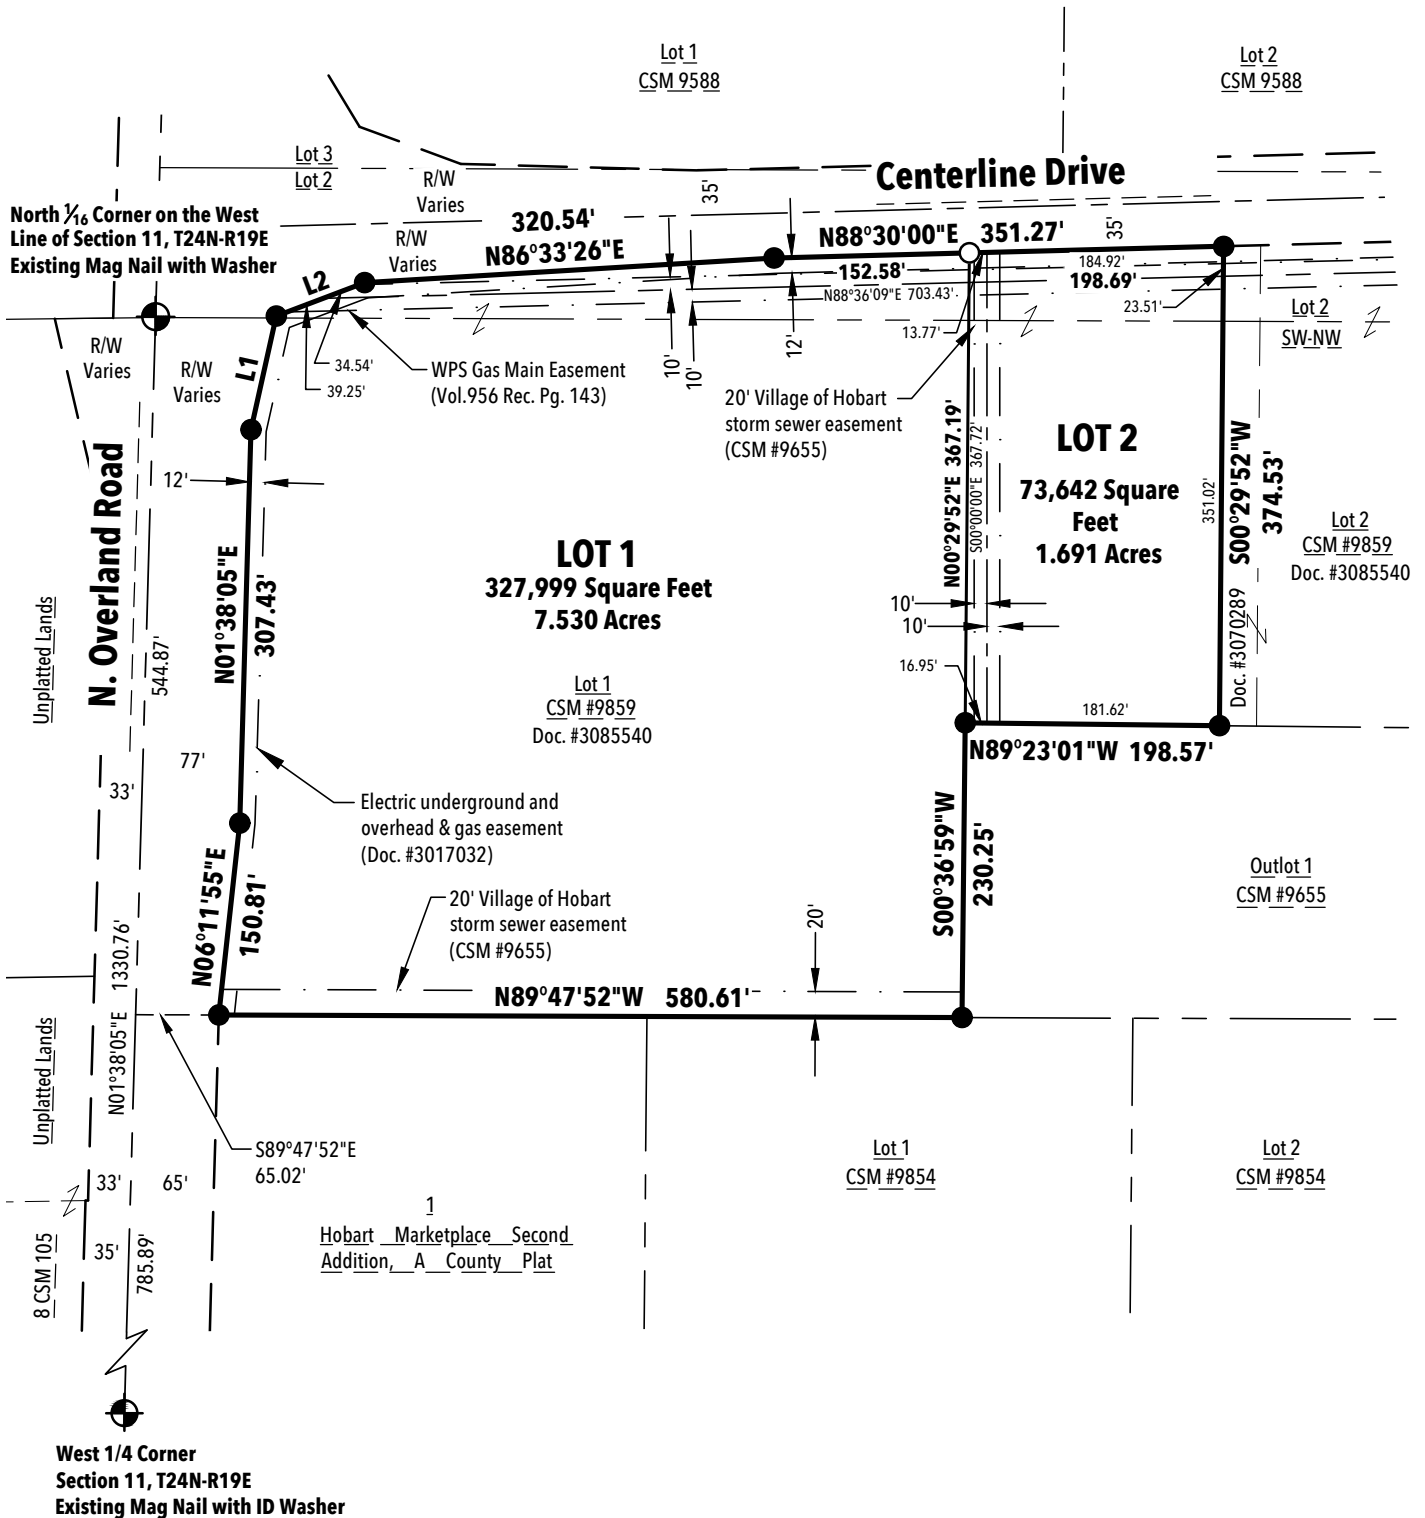 Lot 1
CSM 9588
Lot 2
CSM 9588
Lot 3
Lot 2
R/W
Varies
35'
Centerline Drive
North 1/16 Corner on the West
Line of Section 11, T24N-R19E
Existing Mag Nail with Washer
320.54'
N86°33'26"E
R/W
Varies
N88°30'00"E 351.27'
35'
152.58'
184.92'
198.69'
N88°36'09"E 703.43'
23.51'
L2
13.77'
12'
10'
10'
Lot 2
SW-NW
R/W
Varies
R/W
Varies
L1
34.54'
39.25'
WPS Gas Main Easement
(Vol.956 Rec. Pg. 143)
20' Village of Hobart
storm sewer easement
(CSM #9655)
N. Overland Road
12'
N01°38'05"E
307.43'
LOT 1
327,999 Square Feet
7.530 Acres
N00°29'52"E 367.19'
S00°00'00"E 367.72'
LOT 2
73,642 Square
Feet
1.691 Acres
351.02'
S00°29'52"W
374.53'
Lot 2
CSM #9859
Doc. #3085540
Doc. #3070289
10'
10'
Unplatted Lands
544.87'
16.95'
181.62'
Lot 1
CSM #9859
Doc. #3085540
N89°23'01"W 198.57'
77'
33'
Electric underground and
overhead & gas easement
(Doc. #3017032)
N06°11'55"E
150.81'
20' Village of Hobart
storm sewer easement
(CSM #9655)
20'
S00°36'59"W
230.25'
Outlot 1
CSM #9655
N89°47'52"W 580.61'
N01°38'05"E 1330.76'
Unplatted Lands
S89°47'52"E
65.02'
Lot 1
CSM #9854
Lot 2
CSM #9854
33'
65'
1
Hobart Marketplace Second
Addition, A County Plat
8 CSM 105
35'
785.89'
West 1/4 Corner
Section 11, T24N-R19E
Existing Mag Nail with ID Washer